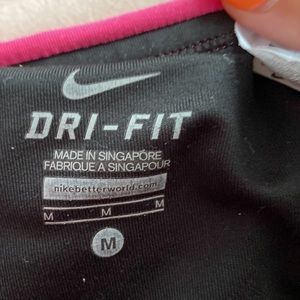 DRI-FIT
MADE IN SINGAPORE
FABRIQUÉ A SINGAPOUR
nikebetterworld.com
M M M
M